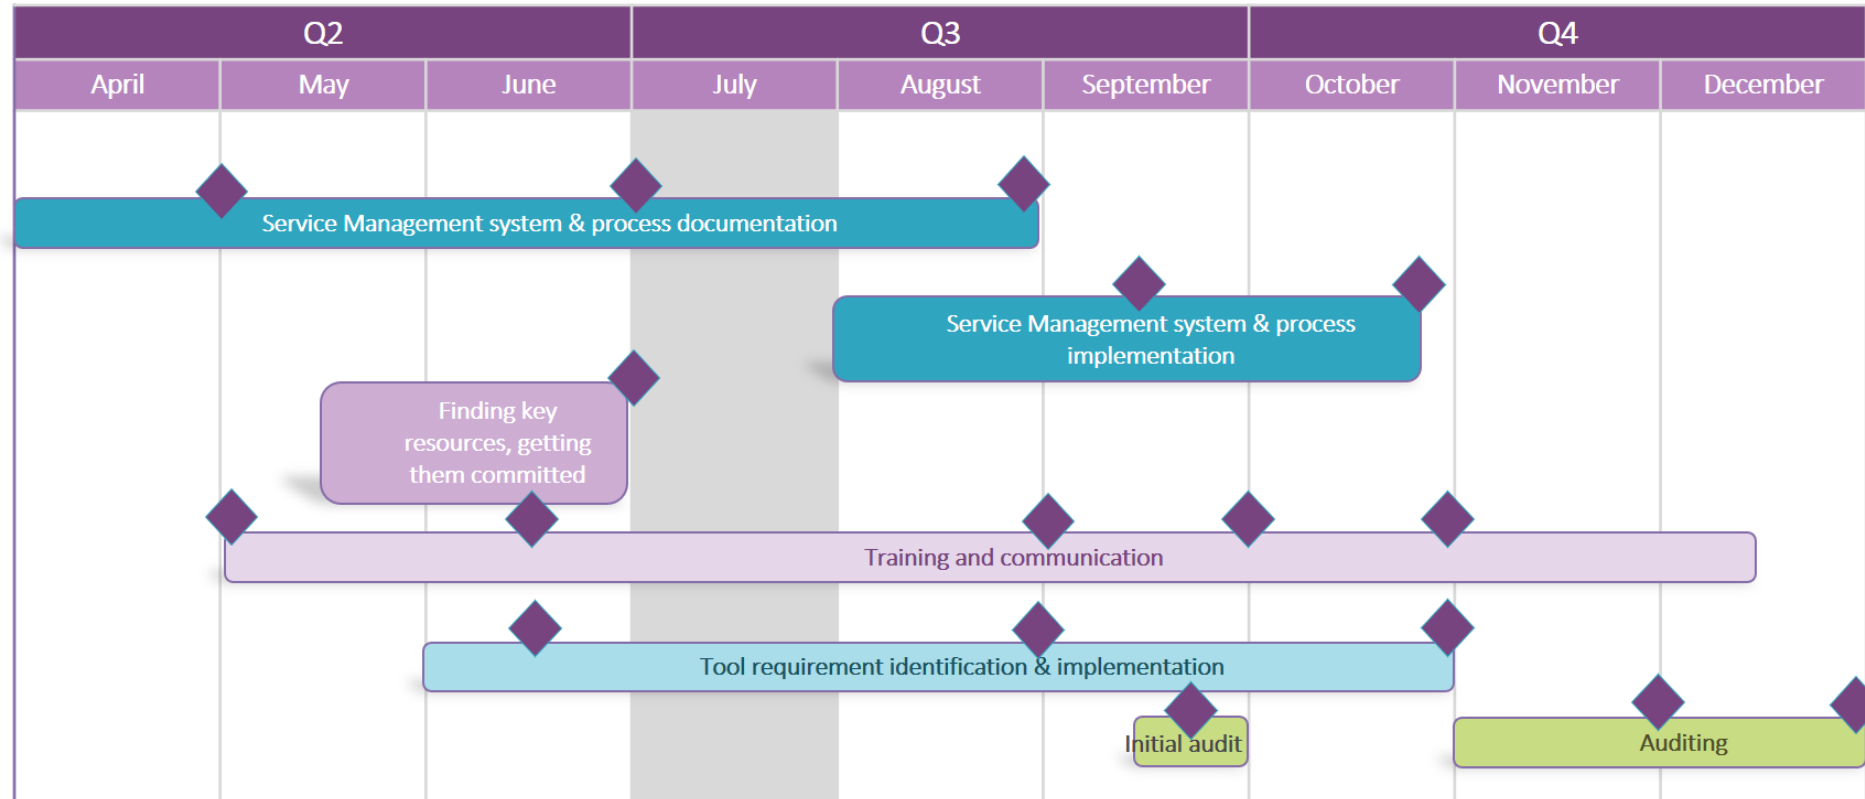 Q2 Q3 Q4
April May June July August September October November December
Service Management system & process documentation
Service Management system & process
implementation
Finding key
resources, getting
them committed
Training and communication
Tool requirement identification & implementation
Initial audit
Auditing